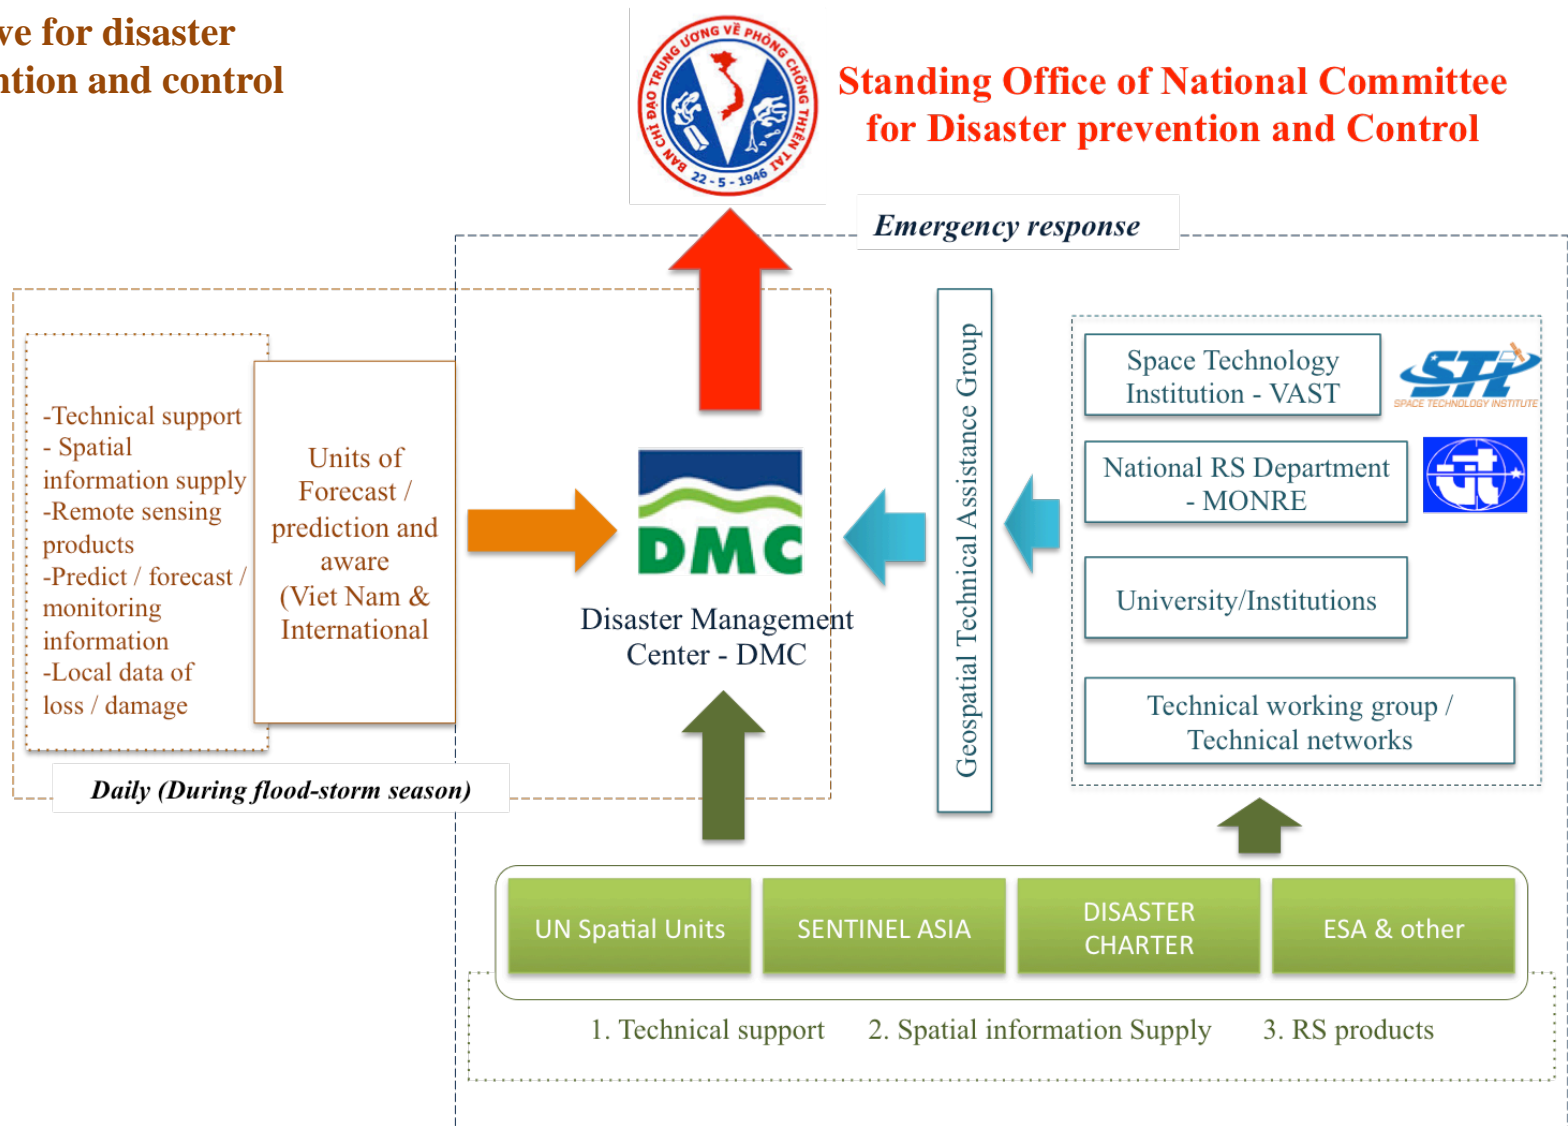 ve for disaster
ntion and control
BAN CHỈ ĐẠO TRUNG ƯƠNG VỀ PHÒNG CHỐNG THIÊN TAI
22 - 5 - 1946
Standing Office of National Committee
for Disaster prevention and Control
Emergency response
-Technical support
- Spatial
information supply
-Remote sensing
products
-Predict / forecast /
monitoring
information
-Local data of
loss / damage
Units of
Forecast /
prediction and
aware
(Viet Nam &
International
Daily (During flood-storm season)
DMC
Disaster Management
Center - DMC
Geospatial Technical Assistance Group
Space Technology
Institution - VAST
STI
SPACE TECHNOLOGY INSTITUTE
National RS Department
- MONRE
University/Institutions
Technical working group /
Technical networks
UN Spatial Units
SENTINEL ASIA
DISASTER
CHARTER
ESA & other
1. Technical support
2. Spatial information Supply
3. RS products